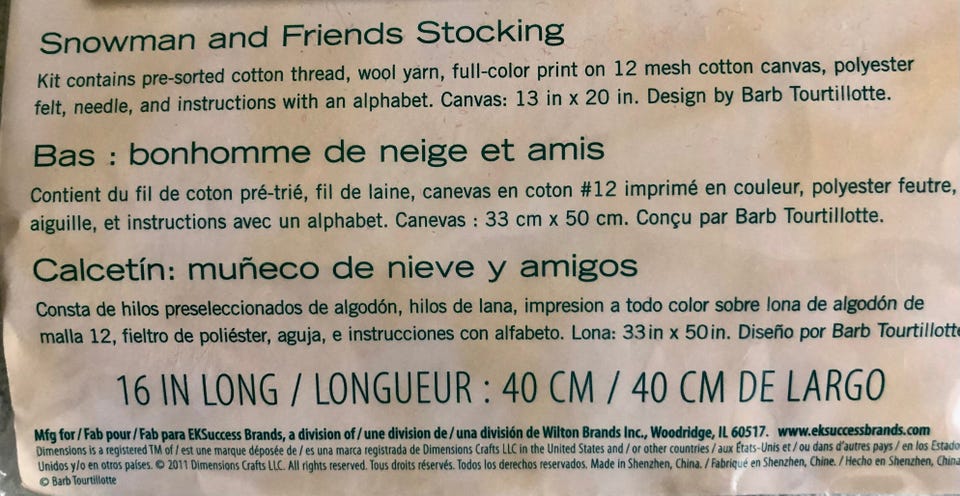 Snowman and Friends Stocking
Kit contains pre-sorted cotton thread, wool yarn, full-color print on 12 mesh cotton canvas, polyester
felt, needle, and instructions with an alphabet. Canvas: 13 in x 20 in. Design by Barb Tourtillotte.
Bas : bonhomme de neige et amis
Contient du fil de coton pré-trié, fil de laine, canevas en coton #12 imprimé en couleur, polyester feutre,
aiguille, et instructions avec un alphabet. Canevas : 33 cm x 50 cm. Conçu par Barb Tourtillotte.
Calcetín: muñeco de nieve y amigos
Consta de hilos preseleccionados de algodón, hilos de lana, impresion a todo color sobre lona de algodón de
malla 12, fieltro de poliéster, aguja, e instrucciones con alfabeto. Lona: 33 in x 50 in. Diseño por Barb Tourtillotte
16 IN LONG / LONGUEUR : 40 CM / 40 CM DE LARGO
Mfg for / Fab pour / Fab para EKSuccess Brands, a division of / une division de / una división de Wilton Brands Inc., Woodridge, IL 60517. www.eksuccessbrands.com
Dimensions is a registered TM of / est une marque déposée de / es una marca registrada de Dimensions Crafts LLC in the United States and / or other countries / aux États-Unis et / ou dans d'autres pays / en los Estado
Unidos y/o en otros países. © 2011 Dimensions Crafts LLC. All rights reserved. Tous droits réservés. Todos los derechos reservados. Made in Shenzhen, China. / Fabriqué en Shenzhen, Chine. / Hecho en Shenzhen, China
© Barb Tourtillotte